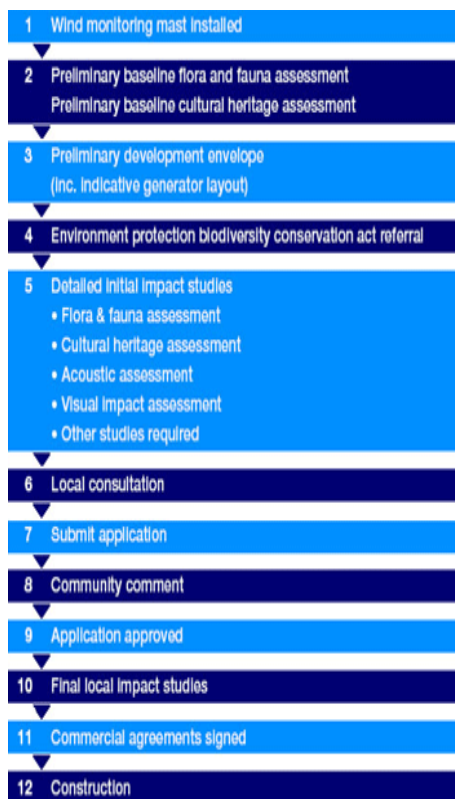 1 Wind monitoring mast installed
2 Preliminary baseline flora and fauna assessment
Preliminary baseline cultural heritage assessment
3 Preliminary development envelope
(inc. indicative generator layout)
4 Environment protection biodiversity conservation act referral
5 Detailed initial impact studies
• Flora & fauna assessment
• Cultural heritage assessment
• Acoustic assessment
• Visual impact assessment
• Other studies required
6 Local consultation
7 Submit application
8 Community comment
9 Application approved
10 Final local impact studies
11 Commercial agreements signed
12 Construction